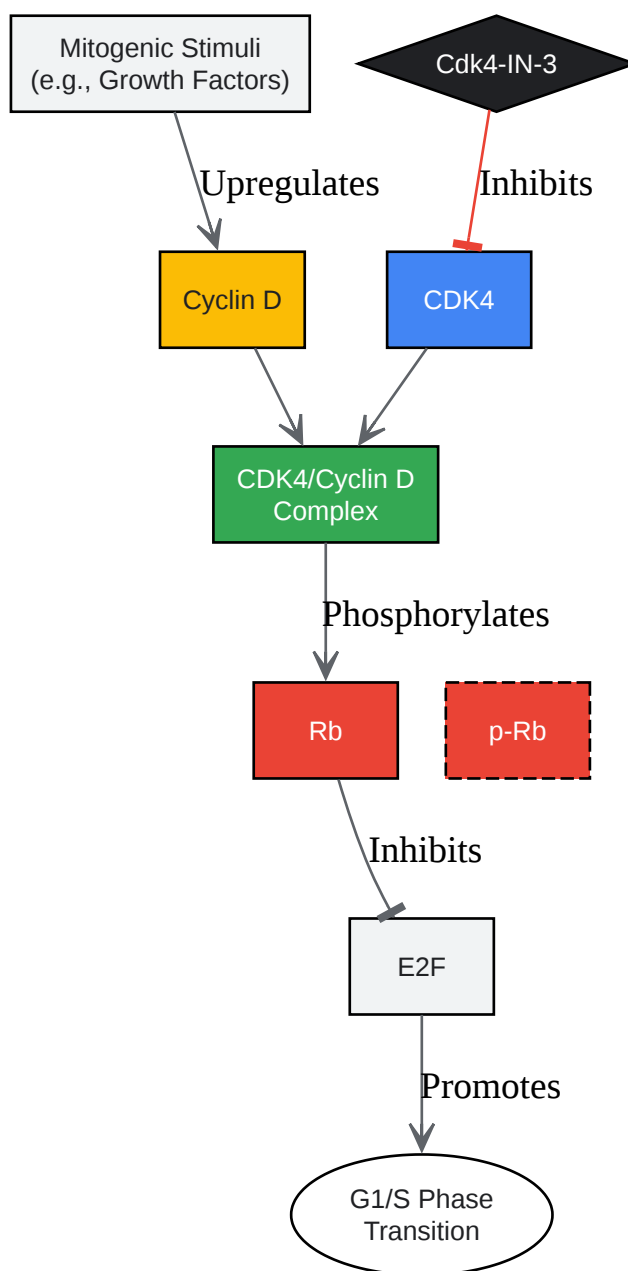 Mitogenic Stimuli
(e.g., Growth Factors)
Cdk4-IN-3
Upregulates
Inhibits
Cyclin D
CDK4
CDK4/Cyclin D
Complex
Phosphorylates
Rb
p-Rb
Inhibits
E2F
Promotes
G1/S Phase
Transition